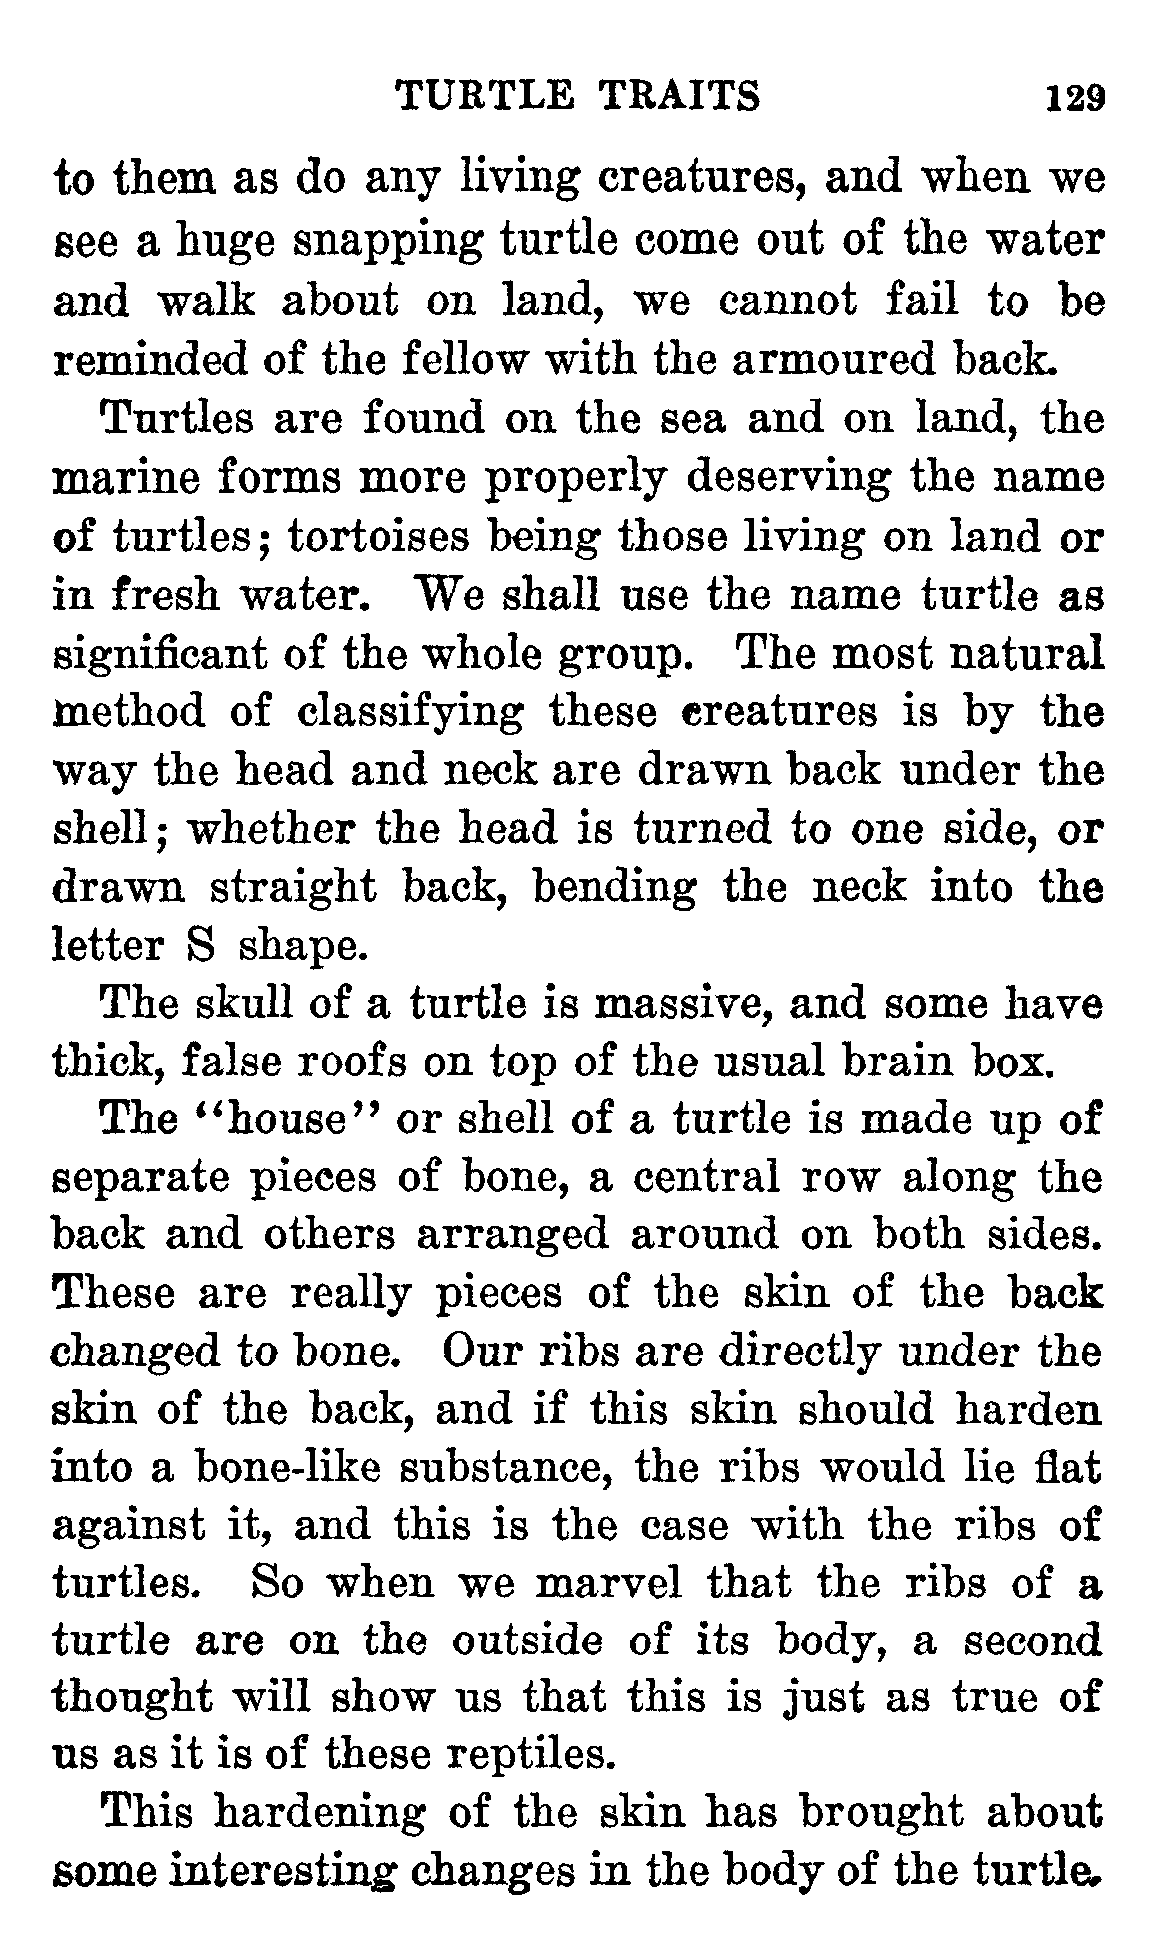 TURTLE TRAITS 129
to them as do any living creatures, and when we
see a huge snapping turtle come out of the water
and walk about on land, we cannot fail to be
reminded of the fellow with the armoured back.
Turtles are found on the sea and on land, the
marine forms more properly deserving the name
of turtles; tortoises being those living on land or
in fresh water. We shall use the name turtle as
significant of the whole group. The most natural
method of classifying these creatures is by the
way the head and neck are drawn back under the
shell; whether the head is turned to one side, or
drawn straight back, bending the neck into the
letter S shape.
The skull of a turtle is massive, and some have
thick, false roofs on top of the usual brain box.
The "house" or shell of a turtle is made up of
separate pieces of bone, a central row along the
back and others arranged around on both sides.
These are really pieces of the skin of the back
changed to bone. Our ribs are directly under the
skin of the back, and if this skin should harden
into a bone-like substance, the ribs would lie flat
against it, and this is the case with the ribs of
turtles. So when we marvel that the ribs of a
turtle are on the outside of its body, a second
thought will show us that this is just as true of
us as it is of these reptiles.
This hardening of the skin has brought about
some interesting changes in the body of the turtle.